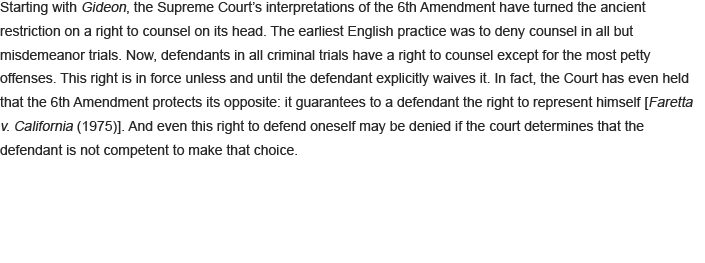 Starting with Gideon, the Supreme Court’s interpretations of the 6th Amendment have turned the ancient
restriction on a right to counsel on its head. The earliest English practice was to deny counsel in all but
misdemeanor trials. Now, defendants in all criminal trials have a right to counsel except for the most petty
offenses. This right is in force unless and until the defendant explicitly waives it. In fact, the Court has even held
that the 6th Amendment protects its opposite: it guarantees to a defendant the right to represent himself [Faretta
v. California (1975)]. And even this right to defend oneself may be denied if the court determines that the
defendant is not competent to make that choice.